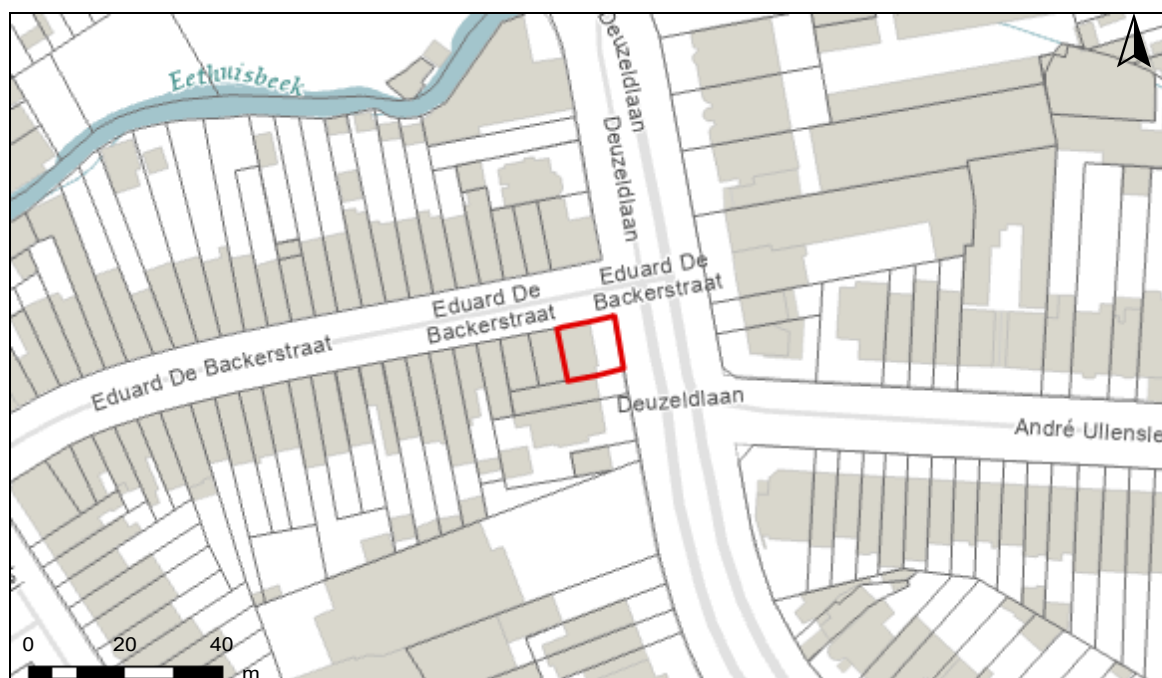 Deuzeldlaan
Eethuisbeek
Deuzeldlaan
Eduard De
Backerstraat
Eduard De
Backerstraat
Eduard De Backerstraat
Deuzeldlaan
André Ullensle
0 20 40
m